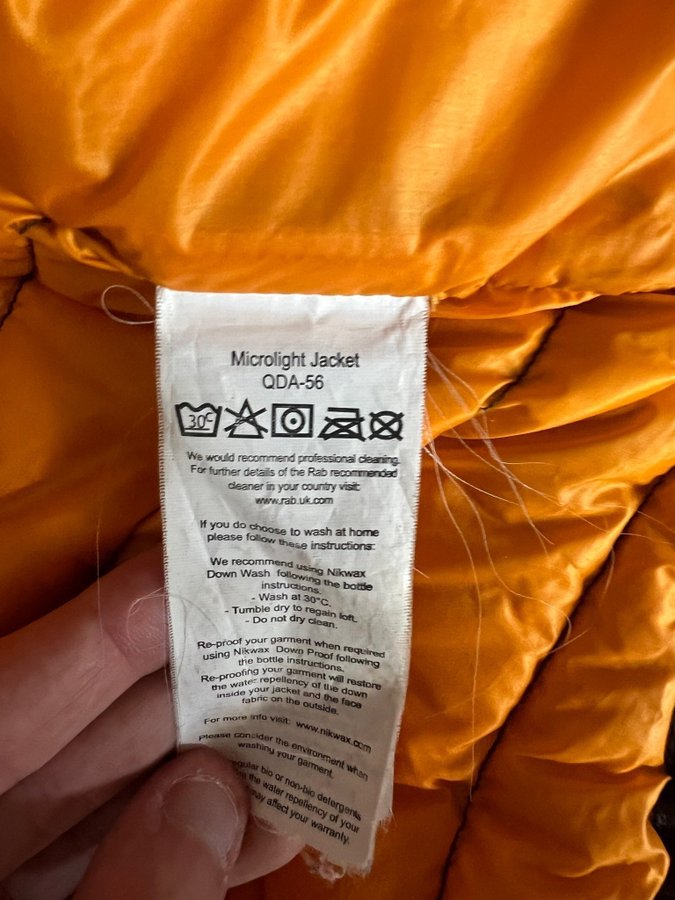 Microlight Jacket
QDA-56
30°
We would recommend professional cleaning.
For further details of the Rab recommended
cleaner in your country visit:
www.rab.uk.com
If you do choose to wash at home
please follow these instructions:
We recommend using Nikwax
Down Wash following the bottle
instructions.
- Wash at 30°C.
- Tumble dry to regain loft.
- Do not dry clean.
Re-proof your garment when required
using Nikwax Down Proof following
the bottle instructions.
Re-proofing your garment will restore
the water repellency of the down
inside your jacket and the face
fabric on the outside.
For more info visit: www.nikwax.com
Please consider the environment when
washing your garment.
bio or non-bio detergents
the water repellency of your
may affect your warranty.